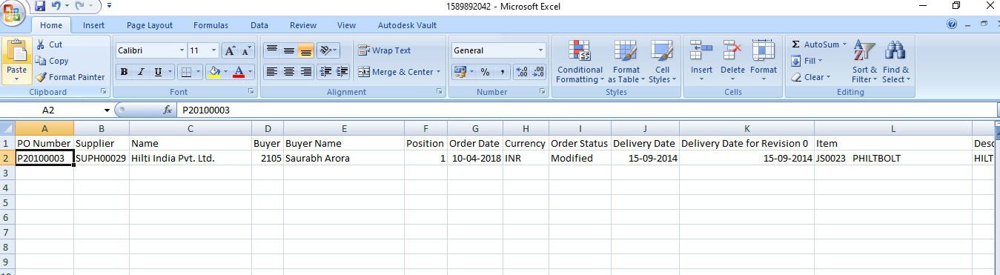 1589892042 - Microsoft Excel
Home Insert Page Layout Formulas Data Review View Autodesk Vault
Paste
Cut
Copy
Format Painter
Clipboard
Calibri 11
B I U
Font
Wrap Text
Merge & Center
Alignment
General
Number
Conditional Formatting
Format as Table
Cell Styles
Styles
Insert Delete Format
Cells
AutoSum
Fill
Clear
Sort & Filter
Find & Select
Editing
A2 fx P20100003
A B C D E F G H I J K L
1 PO Number Supplier Name Buyer Buyer Name Position Order Date Currency Order Status Delivery Date Delivery Date for Revision 0 Item Desc
2 P20100003 SUPH00029 Hilti India Pvt. Ltd. 2105 Saurabh Arora 1 10-04-2018 INR Modified 15-09-2014 15-09-2014 JS0023 PHILTBOLT HILT
3
4
5
6
7
8
9